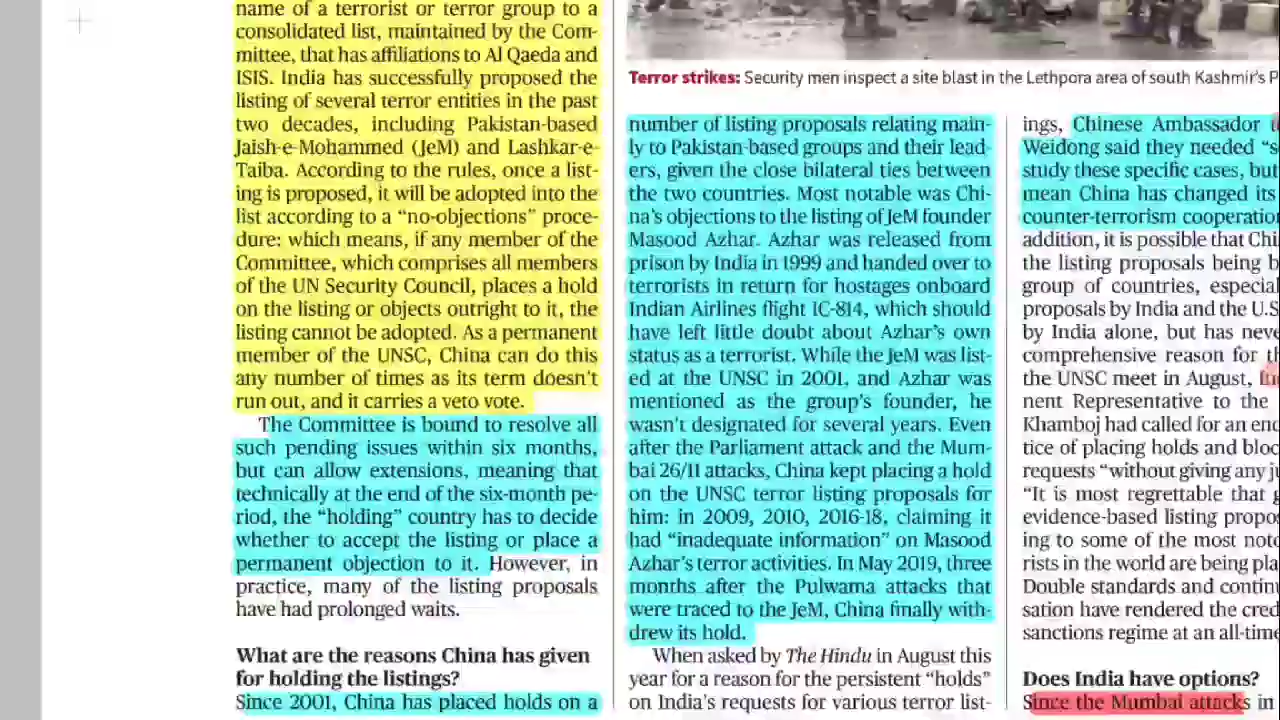 name of a terrorist or terror group to a
consolidated list, maintained by the Com-
mittee, that has affiliations to Al Qaeda and
ISIS. India has successfully proposed the
listing of several terror entities in the past
two decades, including Pakistan-based
Jaish-e-Mohammed (JeM) and Lashkar-e-
Taiba. According to the rules, once a list-
ing is proposed, it will be adopted into the
list according to a “no-objections” proce-
dure: which means, if any member of the
Committee, which comprises all members
of the UN Security Council, places a hold
on the listing or objects outright to it, the
listing cannot be adopted. As a permanent
member of the UNSC, China can do this
any number of times as its term doesn’t
run out, and it carries a veto vote.
The Committee is bound to resolve all
such pending issues within six months,
but can allow extensions, meaning that
technically at the end of the six-month pe-
riod, the “holding” country has to decide
whether to accept the listing or place a
permanent objection to it. However, in
practice, many of the listing proposals
have had prolonged waits.
What are the reasons China has given
for holding the listings?
Since 2001, China has placed holds on a
Terror strikes: Security men inspect a site blast in the Lethpora area of south Kashmir’s P
number of listing proposals relating main-
ly to Pakistan-based groups and their lead-
ers, given the close bilateral ties between
the two countries. Most notable was Chi-
na’s objections to the listing of JeM founder
Masood Azhar. Azhar was released from
prison by India in 1999 and handed over to
terrorists in return for hostages onboard
Indian Airlines flight IC-814, which should
have left little doubt about Azhar’s own
status as a terrorist. While the JeM was list-
ed at the UNSC in 2001, and Azhar was
mentioned as the group’s founder, he
wasn’t designated for several years. Even
after the Parliament attack and the Mum-
bai 26/11 attacks, China kept placing a hold
on the UNSC terror listing proposals for
him: in 2009, 2010, 2016-18, claiming it
had “inadequate information” on Masood
Azhar’s terror activities. In May 2019, three
months after the Pulwama attacks that
were traced to the JeM, China finally with-
drew its hold.
When asked by The Hindu in August this
year for a reason for the persistent “holds”
on India’s requests for various terror list-
ings, Chinese Ambassador
Weidong said they needed “s
study these specific cases, but
mean China has changed its
counter-terrorism cooperatio
addition, it is possible that Chi
the listing proposals being b
group of countries, especial
proposals by India and the U.S
by India alone, but has neve
comprehensive reason for th
the UNSC meet in August,
nent Representative to the
Khamboj had called for an end
tice of placing holds and bloc
requests “without giving any j
“It is most regrettable that g
evidence-based listing propo
ing to some of the most noto
rists in the world are being pla
Double standards and contin
sation have rendered the cred
sanctions regime at an all-time
Does India have options?
Since the Mumbai attacks in